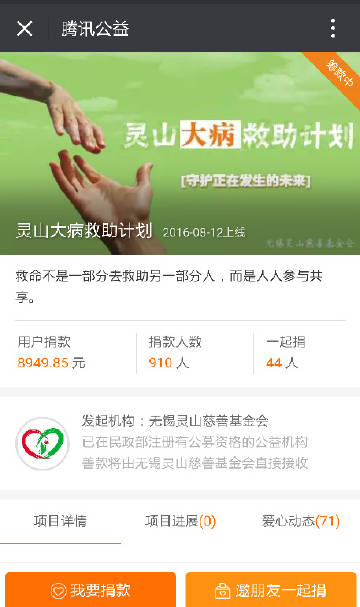 腾讯公益
筹款中
灵山大病救助计划
[守护正在发生的未来]
灵山大病救助计划 2016-08-12上线
无锡灵山慈善基金会
救命不是一部分去救助另一部分人，而是人人参与共
享。
用户捐款 捐款人数 一起捐
8949.85 元 910 人 44 人
发起机构：无锡灵山慈善基金会
已在民政部注册有公募资格的公益机构
善款将由无锡灵山慈善基金会直接接收
项目详情 项目进展(0) 爱心动态(71)
我要捐款 邀朋友一起捐